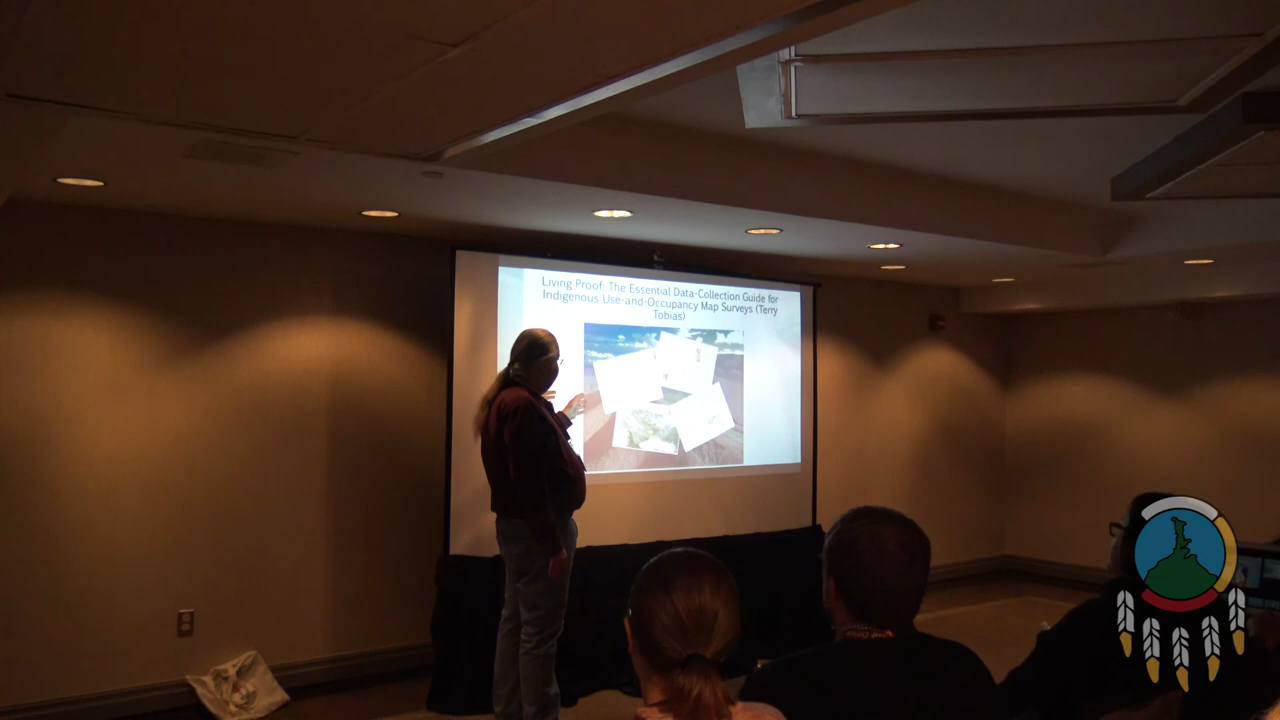 Living Proof: The Essential Data-Collection Guide for
Indigenous Use-and-Occupancy Map Surveys (Terry
Tobias)